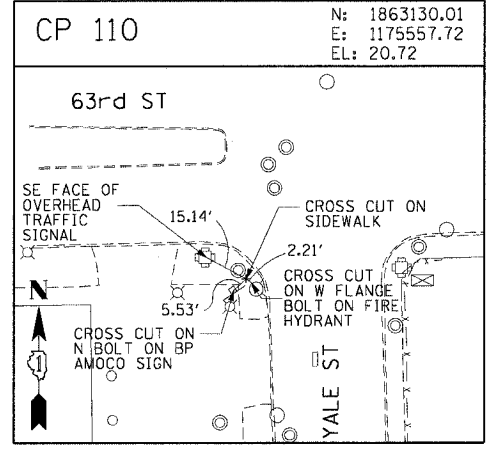 CP 110
N: 1863130.01
E: 1175557.72
EL: 20.72
63rd ST
SE FACE OF
OVERHEAD
TRAFFIC
SIGNAL
15.14'
CROSS CUT ON
SIDEWALK
2.21'
CROSS CUT
ON W FLANGE
BOLT ON FIRE
HYDRANT
5.53'
CROSS CUT ON
N BOLT ON BP
AMOCO SIGN
N
1
YALE ST